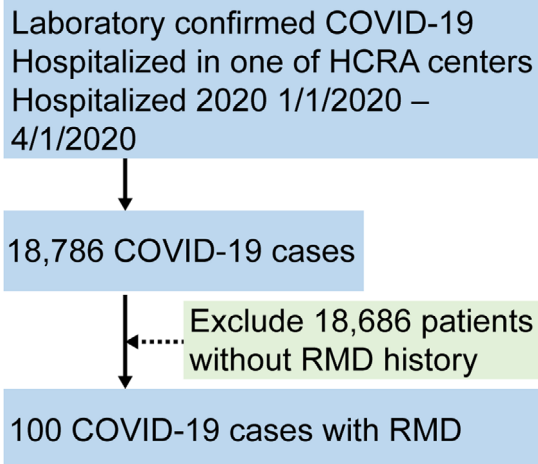 Laboratory confirmed COVID-19
Hospitalized in one of HCRA centers
Hospitalized 2020 1/1/2020 –
4/1/2020
18,786 COVID-19 cases
Exclude 18,686 patients
without RMD history
100 COVID-19 cases with RMD